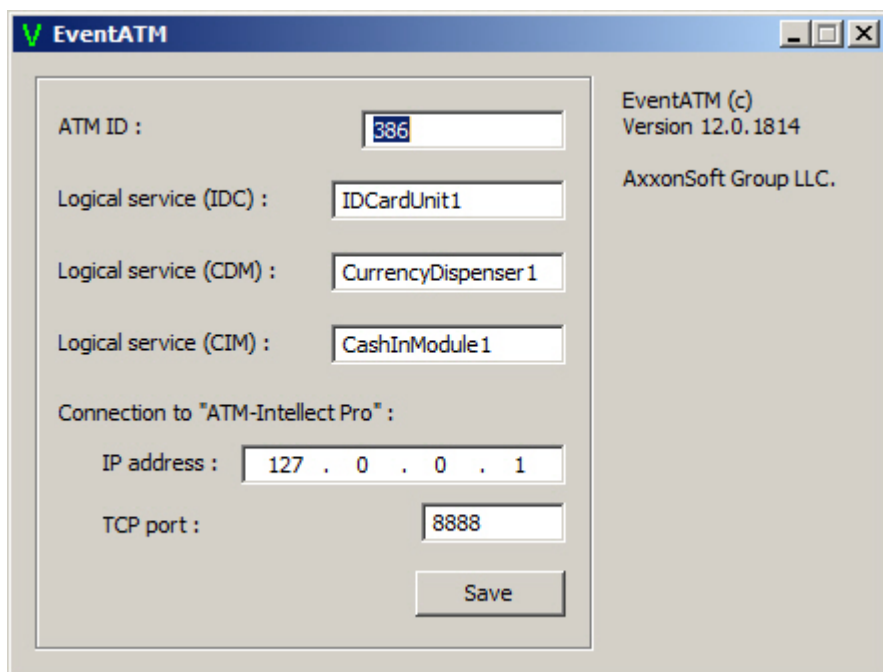 EventATM
ATM ID : 386
Logical service (IDC) : IDCardUnit1
Logical service (CDM) : CurrencyDispenser1
Logical service (CIM) : CashInModule1
Connection to "ATM-Intellect Pro" :
IP address : 127 . 0 . 0 . 1
TCP port : 8888
Save
EventATM (c)
Version 12.0.1814
AxxonSoft Group LLC.